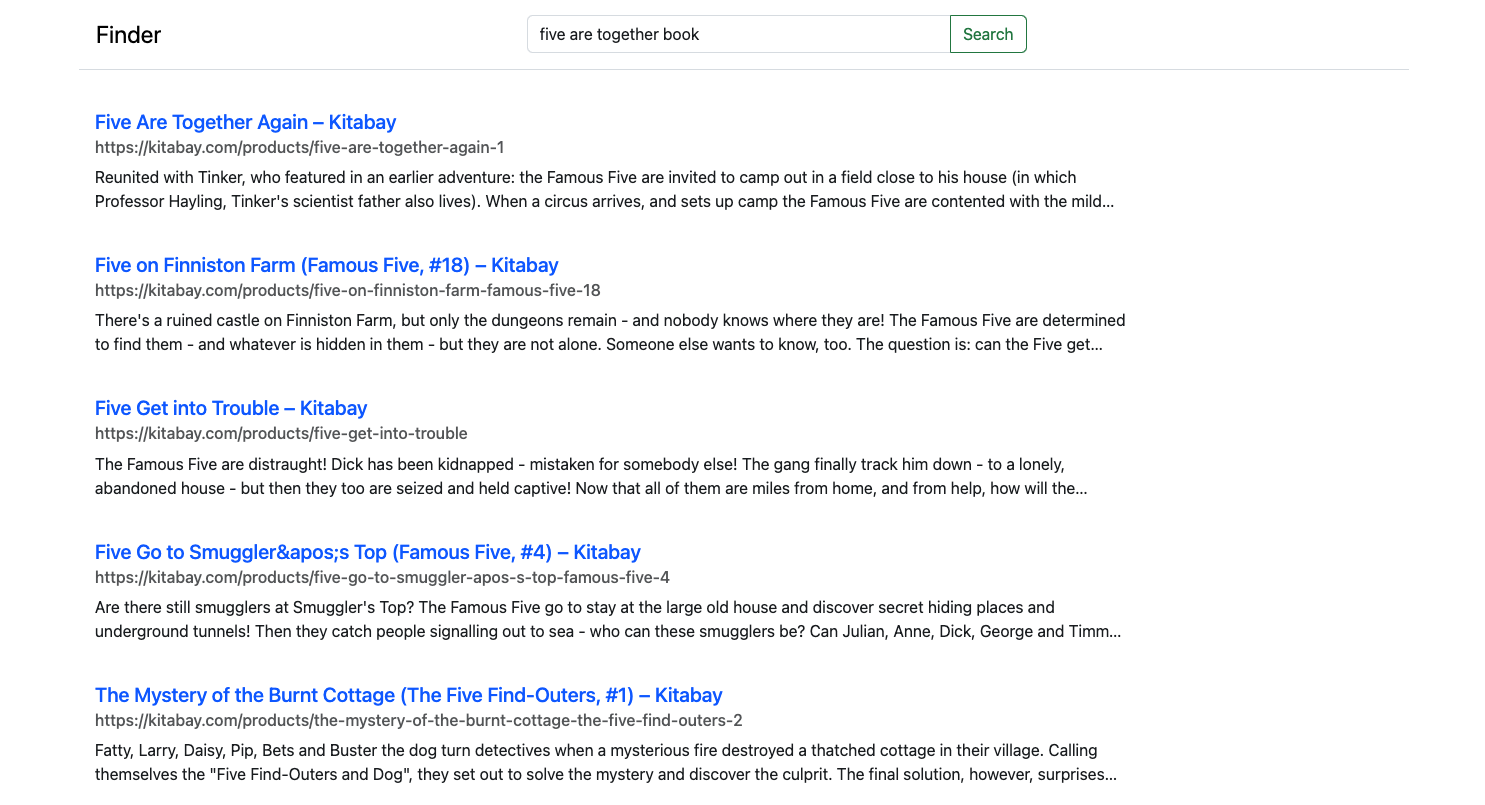 Finder
five are together book
Search
Five Are Together Again – Kitabay
https://kitabay.com/products/five-are-together-again-1
Reunited with Tinker, who featured in an earlier adventure: the Famous Five are invited to camp out in a field close to his house (in which
Professor Hayling, Tinker's scientist father also lives). When a circus arrives, and sets up camp the Famous Five are contented with the mild...
Five on Finniston Farm (Famous Five, #18) – Kitabay
https://kitabay.com/products/five-on-finniston-farm-famous-five-18
There's a ruined castle on Finniston Farm, but only the dungeons remain - and nobody knows where they are! The Famous Five are determined
to find them - and whatever is hidden in them - but they are not alone. Someone else wants to know, too. The question is: can the Five get...
Five Get into Trouble – Kitabay
https://kitabay.com/products/five-get-into-trouble
The Famous Five are distraught! Dick has been kidnapped - mistaken for somebody else! The gang finally track him down - to a lonely,
abandoned house - but then they too are seized and held captive! Now that all of them are miles from home, and from help, how will the...
Five Go to Smuggler&apos;s Top (Famous Five, #4) – Kitabay
https://kitabay.com/products/five-go-to-smuggler-apos-s-top-famous-five-4
Are there still smugglers at Smuggler's Top? The Famous Five go to stay at the large old house and discover secret hiding places and
underground tunnels! Then they catch people signalling out to sea - who can these smugglers be? Can Julian, Anne, Dick, George and Timm...
The Mystery of the Burnt Cottage (The Five Find-Outers, #1) – Kitabay
https://kitabay.com/products/the-mystery-of-the-burnt-cottage-the-five-find-outers-2
Fatty, Larry, Daisy, Pip, Bets and Buster the dog turn detectives when a mysterious fire destroyed a thatched cottage in their village. Calling
themselves the "Five Find-Outers and Dog", they set out to solve the mystery and discover the culprit. The final solution, however, surprises...